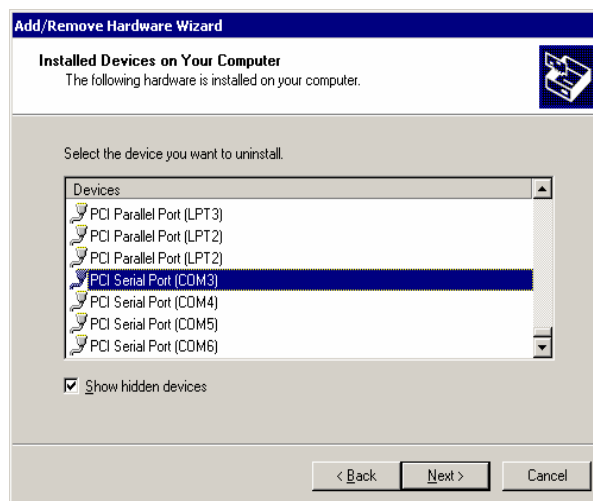 Add/Remove Hardware Wizard
Installed Devices on Your Computer
The following hardware is installed on your computer.
Select the device you want to uninstall.
Devices
PCI Parallel Port (LPT3)
PCI Parallel Port (LPT2)
PCI Parallel Port (LPT2)
PCI Serial Port (COM3)
PCI Serial Port (COM4)
PCI Serial Port (COM5)
PCI Serial Port (COM6)
Show hidden devices
< Back Next > Cancel